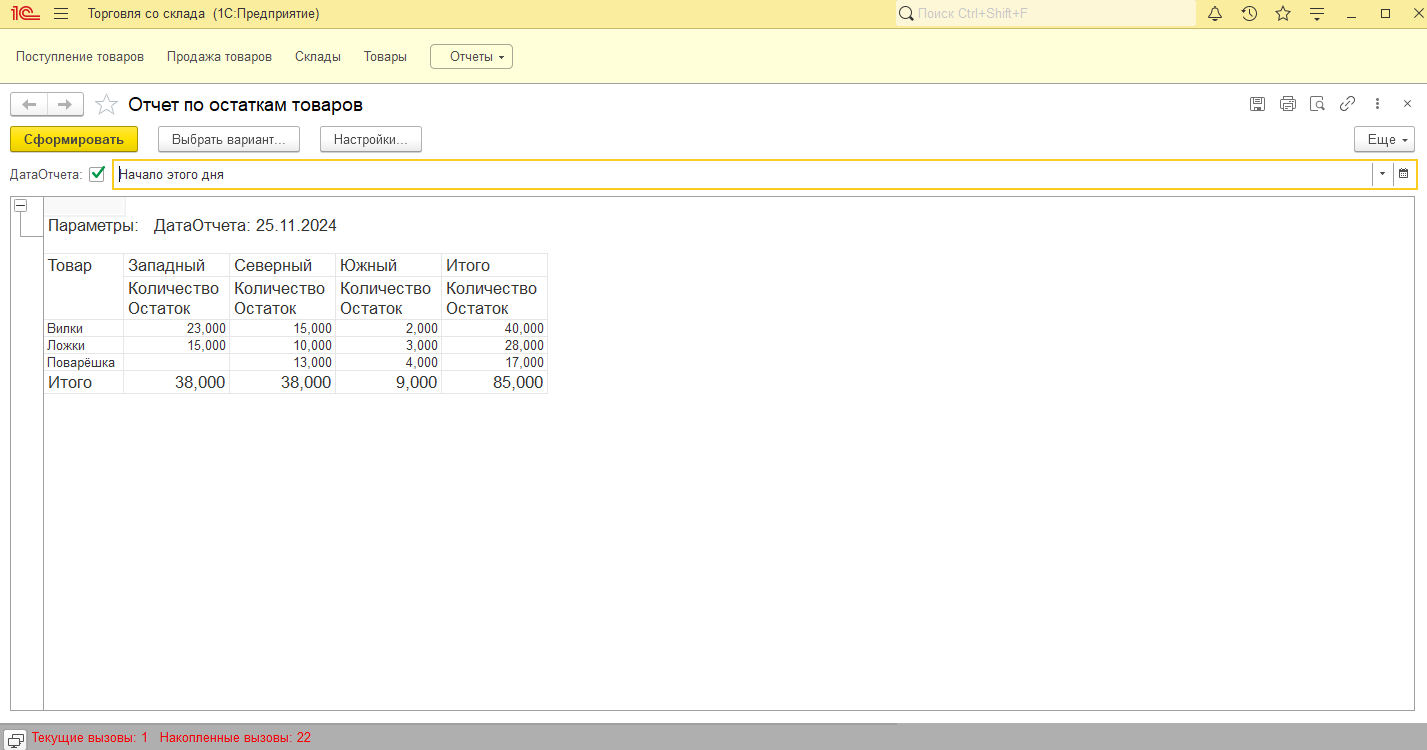 1С Торговля со склада (1С:Предприятие) Поиск Ctrl+Shift+F
Поступление товаров Продажа товаров Склады Товары Отчеты
Отчет по остаткам товаров
Сформировать Выбрать вариант... Настройки... Еще
ДатаОтчета: Начало этого дня
Параметры: ДатаОтчета: 25.11.2024
Товар Западный Северный Южный Итого
Количество Количество Количество Количество
Остаток Остаток Остаток Остаток
Вилки 23,000 15,000 2,000 40,000
Ложки 15,000 10,000 3,000 28,000
Поварёшка 13,000 4,000 17,000
Итого 38,000 38,000 9,000 85,000
Текущие вызовы: 1 Накопленные вызовы: 22